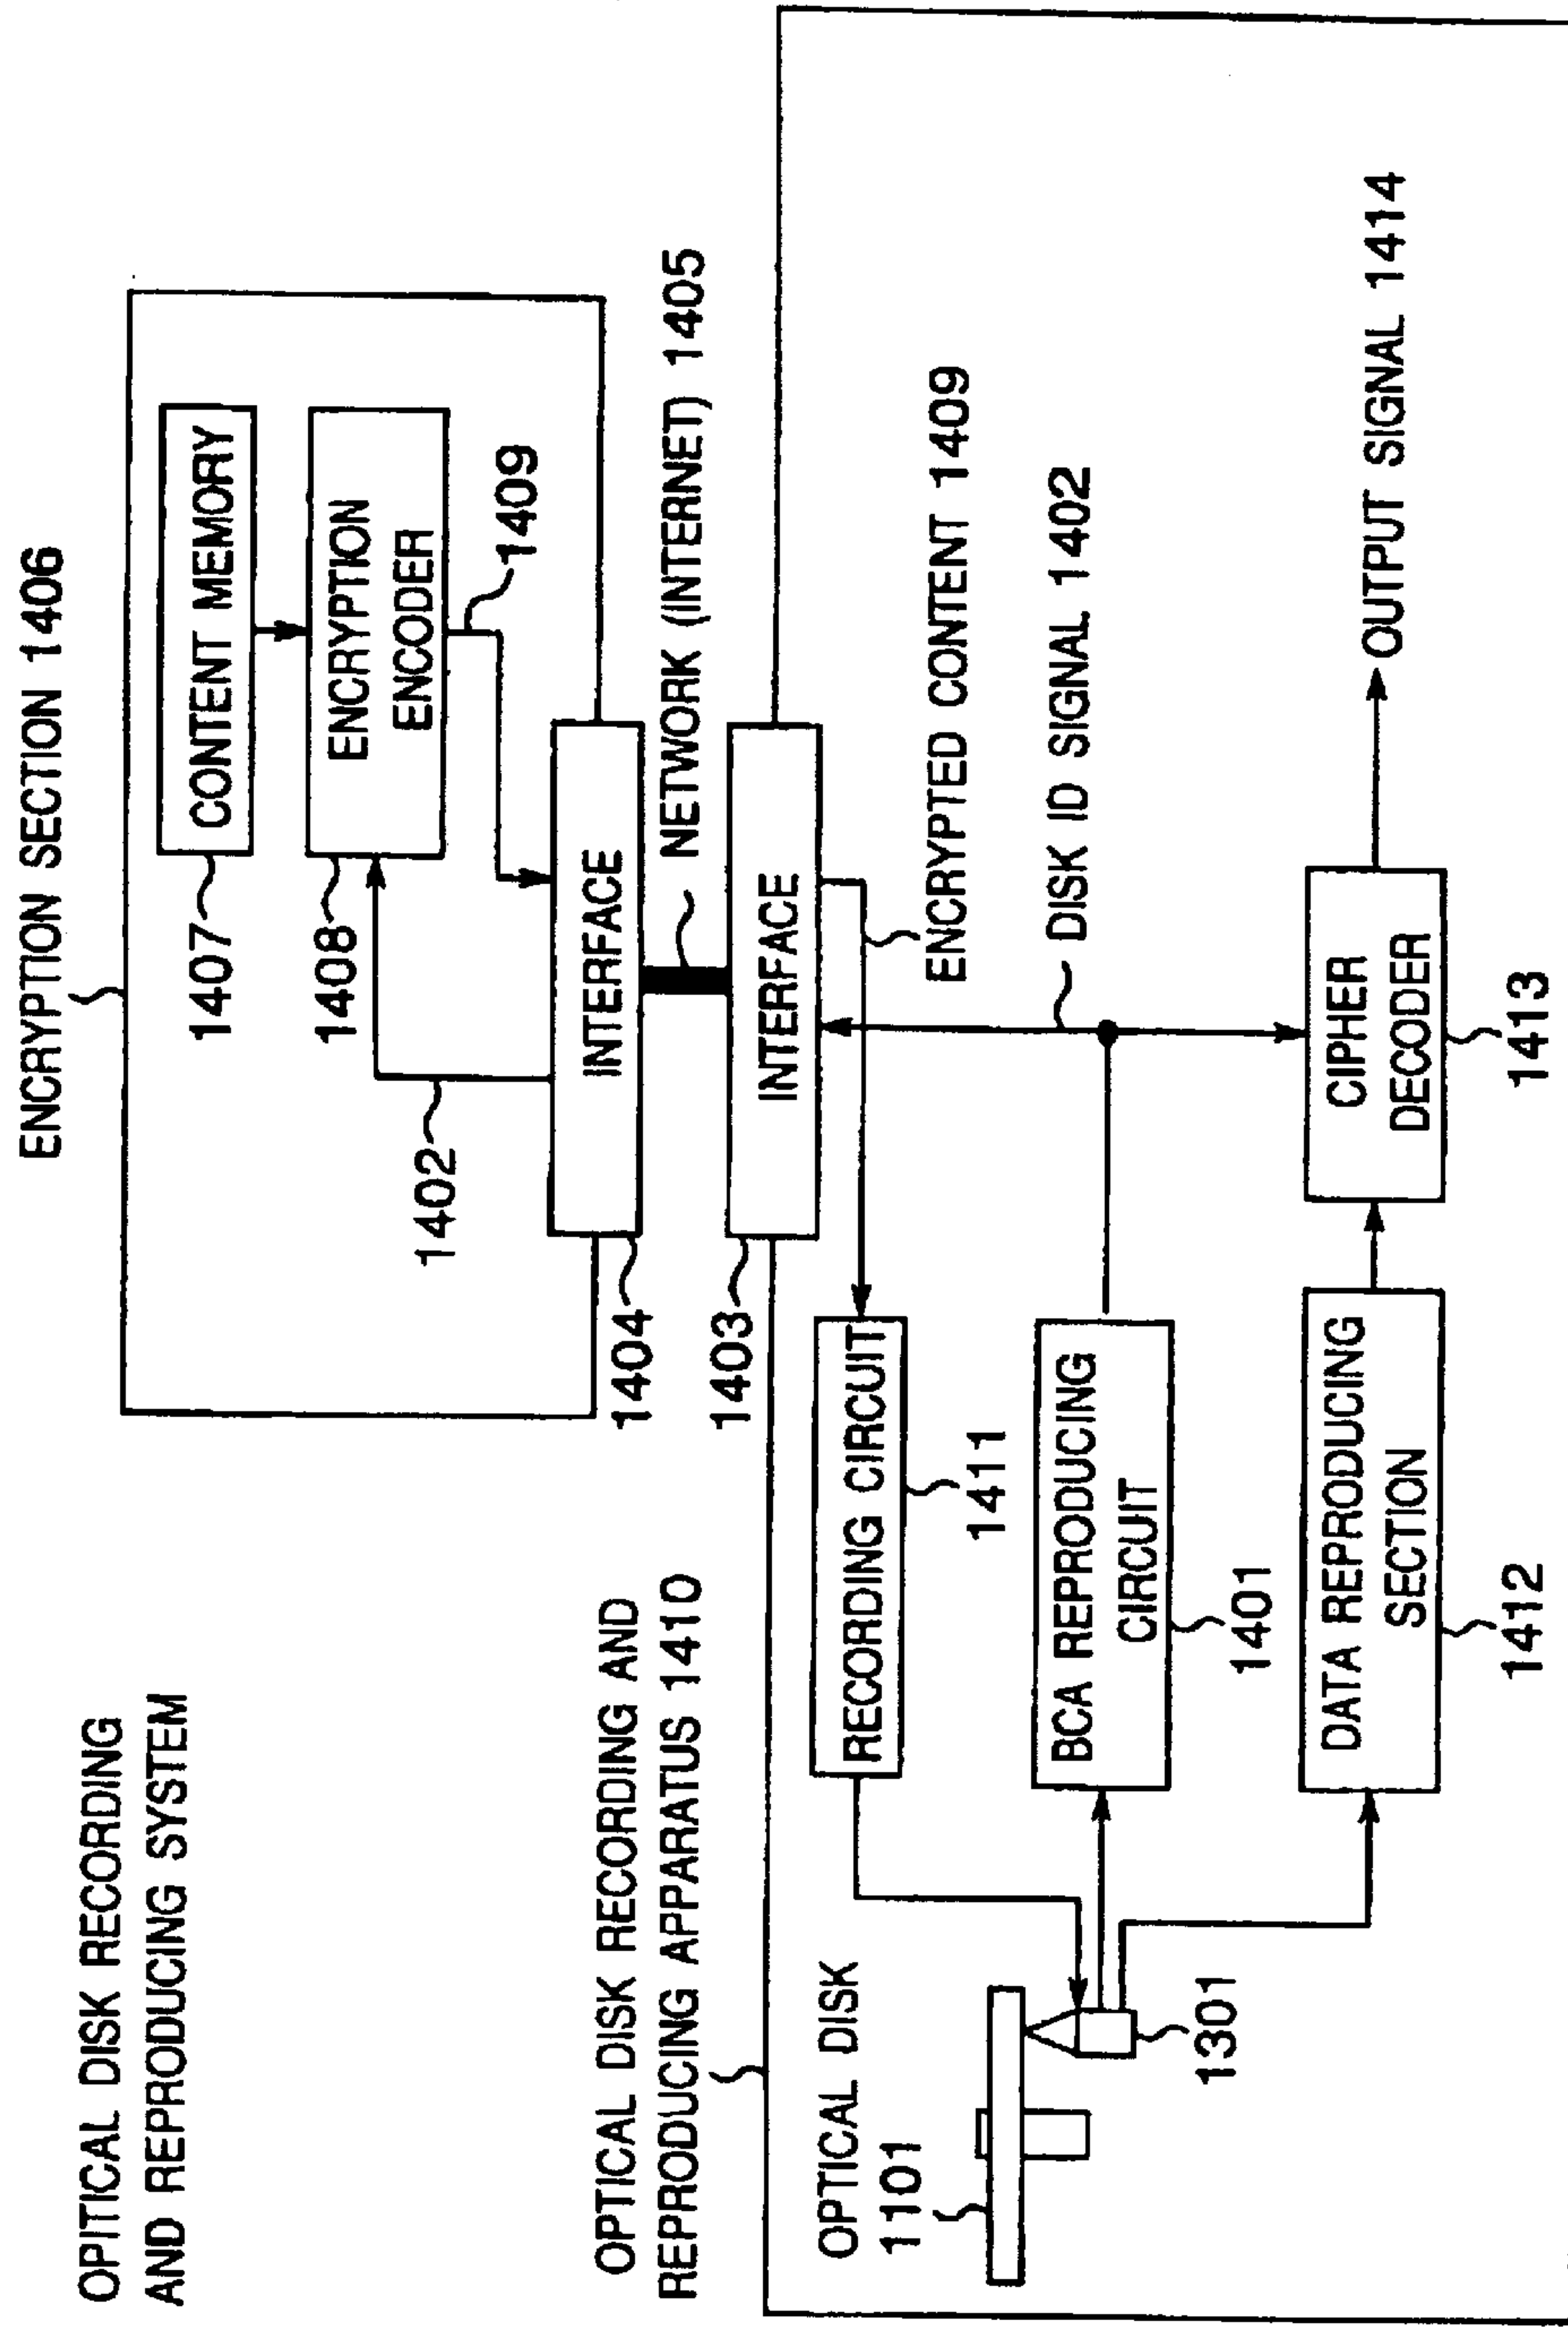 OPITICAL DISK RECORDING
AND REPRODUCING SYSTEM
ENCRYPTION SECTION 1406
CONTENT MEMORY
1407
ENCRYPTION
ENCODER
1408
1409
1402
INTERFACE
1404
NETWORK (INTERNET) 1405
OPTICAL DISK RECORDING AND
REPRODUCING APPARATUS 1410
INTERFACE
1403
ENCRYPTED CONTENT 1409
RECORDING CIRCUIT
1411
DISK ID SIGNAL 1402
OPTICAL DISK
1101
1301
BCA REPRODUCING
CIRCUIT
1401
DATA REPRODUCING
SECTION
1412
CIPHER
DECODER
1413
OUTPUT SIGNAL 1414